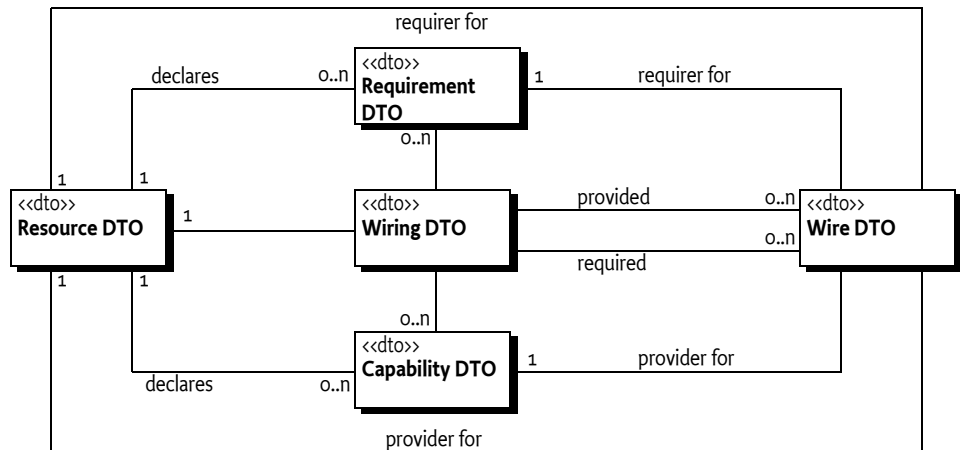 requirer for
declares
o..n
<<dto>>
Requirement
DTO
1
requirer for
o..n
1
1
<<dto>>
Resource DTO
1
<<dto>>
Wiring DTO
provided
o..n
<<dto>>
Wire DTO
o..n
required
1
1
o..n
<<dto>>
Capability DTO
1
provider for
declares
o..n
provider for